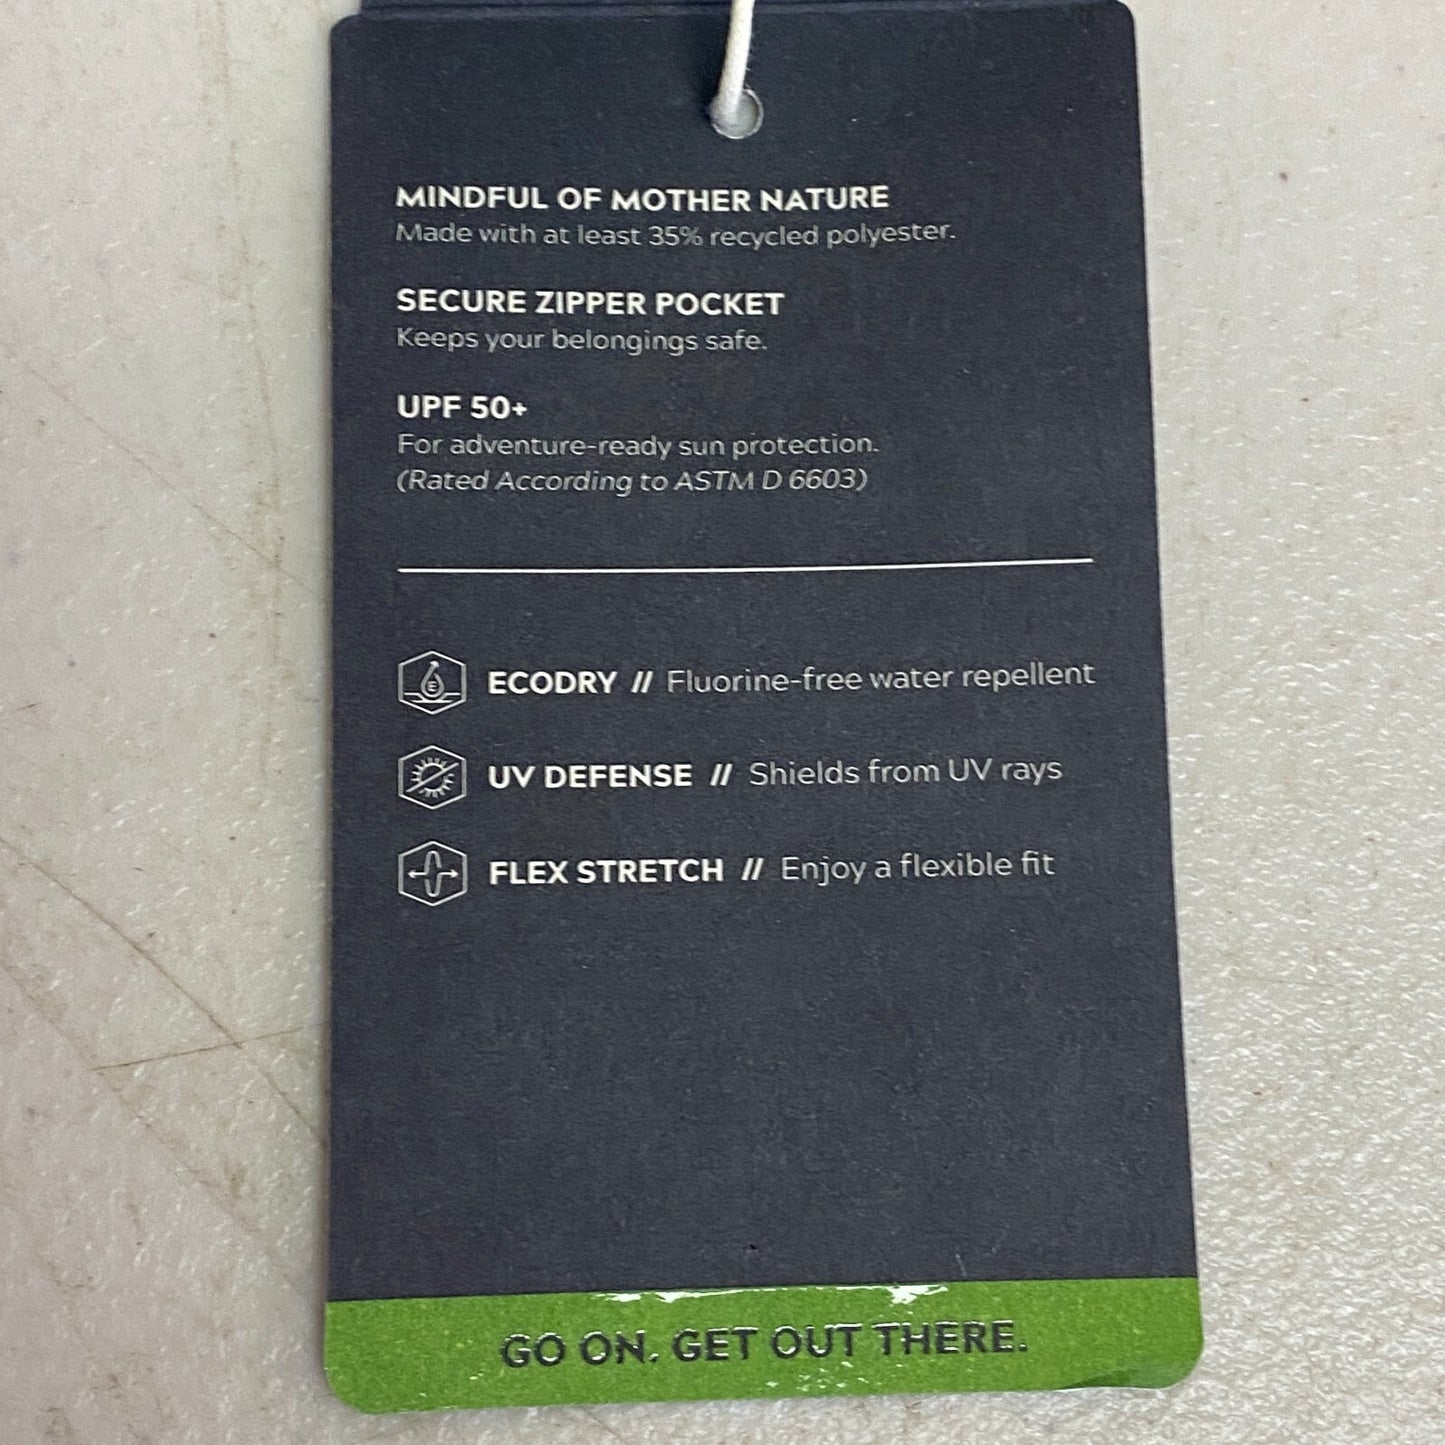 MINDFUL OF MOTHER NATURE
Made with at least 35% recycled polyester.
SECURE ZIPPER POCKET
Keeps your belongings safe.
UPF 50+
For adventure-ready sun protection.
(Rated According to ASTM D 6603)
ECODRY // Fluorine-free water repellent
UV DEFENSE // Shields from UV rays
FLEX STRETCH // Enjoy a flexible fit
GO ON. GET OUT THERE.